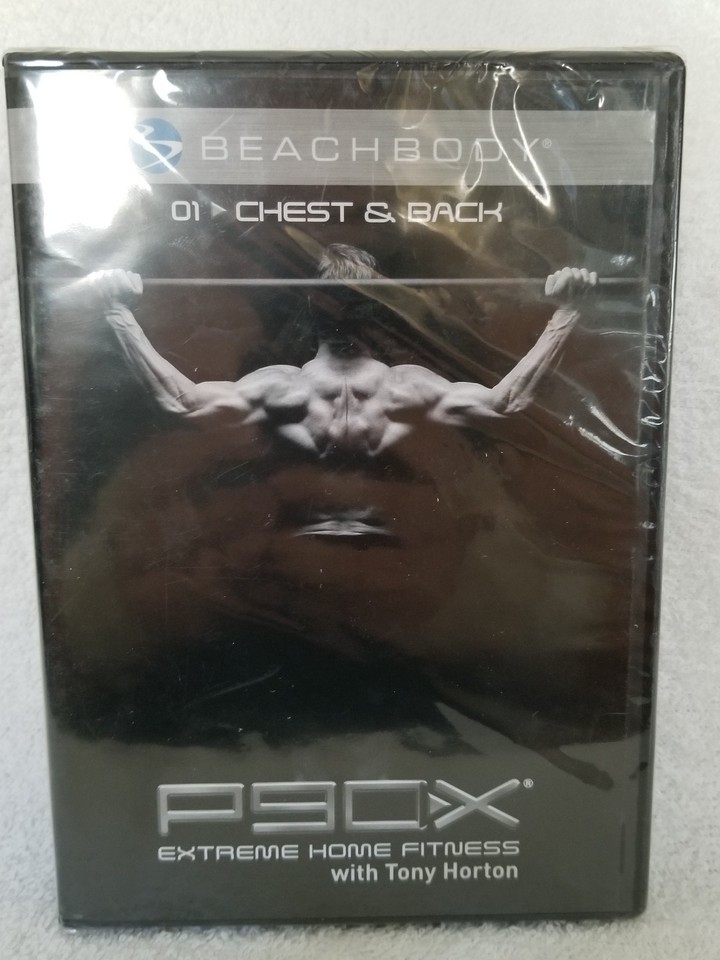 BEACHBODY®
01 ▸ CHEST & BACK
P90X®
EXTREME HOME FITNESS
with Tony Horton